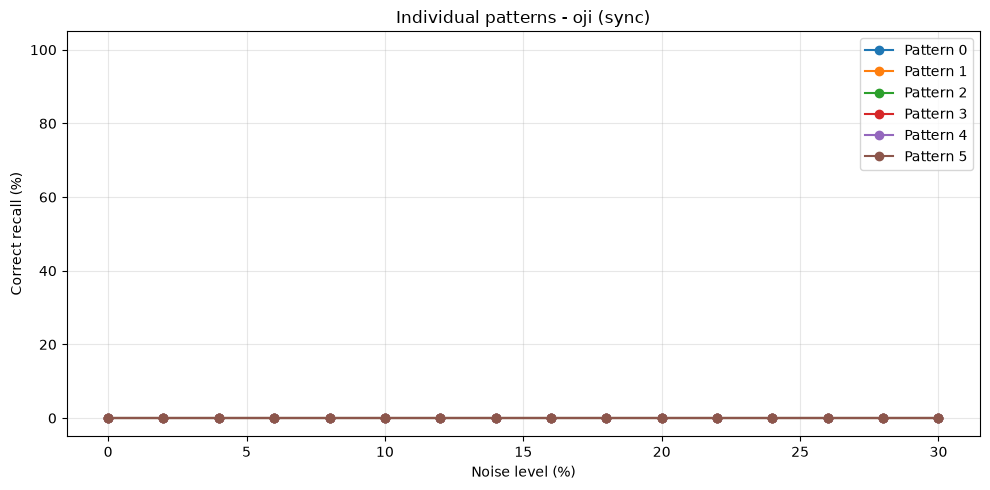 Individual patterns - oji (sync)
Pattern 0
Pattern 1
Pattern 2
Pattern 3
Pattern 4
Pattern 5
Correct recall (%)
100
80
60
40
20
0
0 5 10 15 20 25 30
Noise level (%)